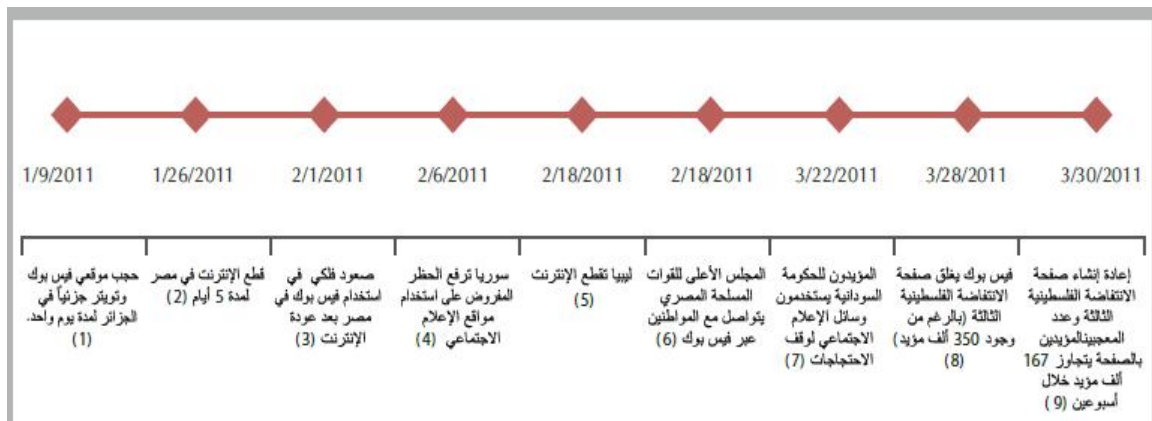 1/9/2011
1/26/2011
2/1/2011
2/6/2011
2/18/2011
2/18/2011
3/22/2011
3/28/2011
3/30/2011
حجب موقعي فيس بوك
وتويتر جزئياً في
الجزائر لمدة يوم واحد.
(1)
قطع الإنترنت في مصر
لمدة 5 أيام (2)
صعود فلكي في
استخدام فيس بوك في
مصر بعد عودة
الإنترنت (3)
سوريا ترفع الحظر
المفروض على استخدام
مواقع الإعلام
الاجتماعي (4)
ليبيا تقطع الإنترنت
(5)
المجلس الأعلى للقوات
المسلحة المصري
يتواصل مع المواطنين
عبر فيس بوك (6)
المؤيدون للحكومة
السودانية يستخدمون
وسائل الإعلام
الاجتماعي لوقف
الاحتجاجات (7)
فيس بوك يغلق صفحة
الانتفاضة الفلسطينية
الثالثة (بالرغم من
وجود 350 ألف مؤيد)
(8)
إعادة إنشاء صفحة
الانتفاضة الفلسطينية
الثالثة وعدد
المعجبينالمؤيدين
بالصفحة يتجاوز 167
ألف مؤيد خلال
أسبوعين (9 )